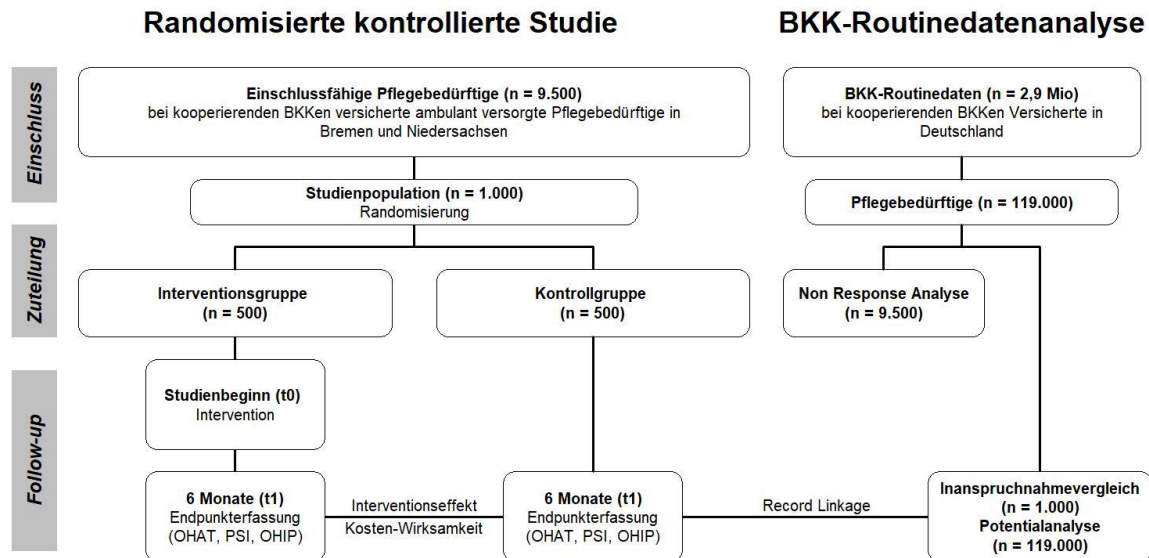 Randomisierte kontrollierte Studie
BKK-Routinedatenanalyse
Einschluss
Einschlussfähige Pflegebedürftige (n = 9.500)
bei kooperierenden BKKen versicherte ambulant versorgte Pflegebedürftige in
Bremen und Niedersachsen
BKK-Routinedaten (n = 2,9 Mio)
bei kooperierenden BKKen Versicherte in
Deutschland
Studienpopulation (n = 1.000)
Randomisierung
Pflegebedürftige (n = 119.000)
Zuteilung
Interventionsgruppe
(n = 500)
Kontrollgruppe
(n = 500)
Non Response Analyse
(n = 9.500)
Follow-up
Studienbeginn (t0)
Intervention
6 Monate (t1)
Endpunkterfassung
(OHAT, PSI, OHIP)
Interventionseffekt
Kosten-Wirksamkeit
6 Monate (t1)
Endpunkterfassung
(OHAT, PSI, OHIP)
Record Linkage
Inanspruchnahmevergleich
(n = 1.000)
Potentialanalyse
(n = 119.000)